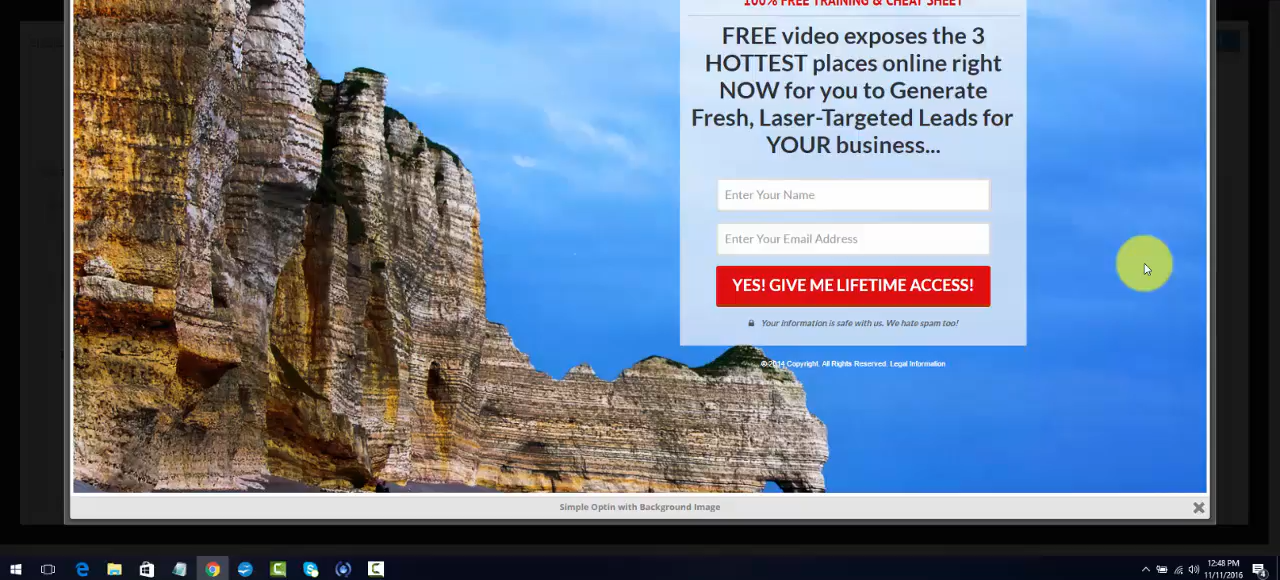 100% FREE TRAINING & CHEAT SHEET
FREE video exposes the 3
HOTTEST places online right
NOW for you to Generate
Fresh, Laser-Targeted Leads for
YOUR business...
Enter Your Name
Enter Your Email Address
YES! GIVE ME LIFETIME ACCESS!
Your Information is safe with us. We hate spam too!
© 2014 Copyright. All Rights Reserved. Legal Information
Simple Optin with Background Image
12:48 PM
11/11/2016